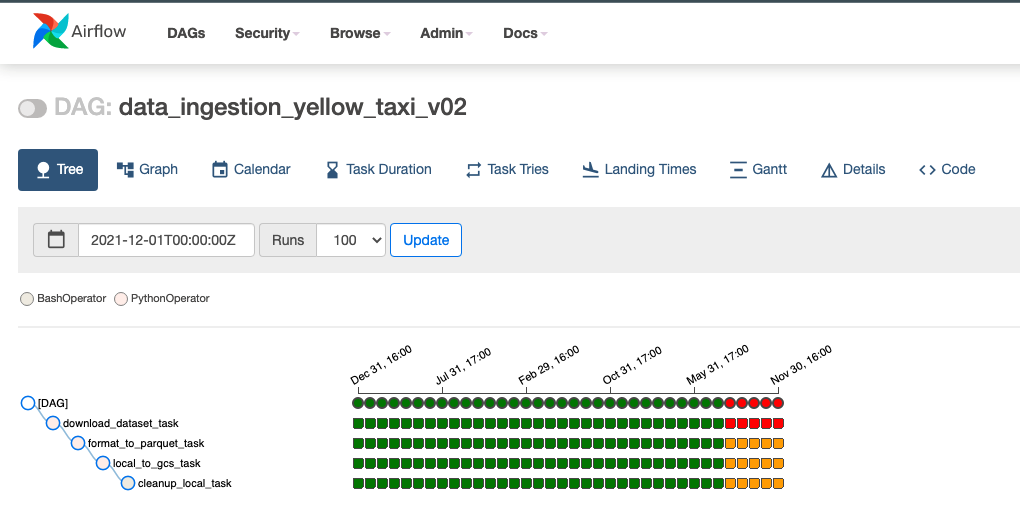 Airflow DAGs Security Browse Admin Docs
DAG: data_ingestion_yellow_taxi_v02
Tree Graph Calendar Task Duration Task Tries Landing Times Gantt Details Code
2021-12-01T00:00:00Z Runs 100 Update
BashOperator PythonOperator
Dec 31, 16:00 Jul 31, 17:00 Feb 29, 16:00 Oct 31, 17:00 May 31, 17:00 Nov 30, 16:00
[DAG]
download_dataset_task
format_to_parquet_task
local_to_gcs_task
cleanup_local_task